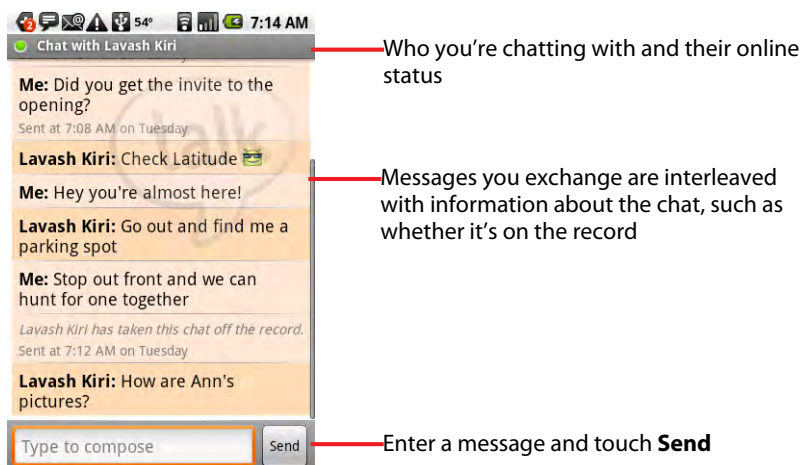 54° 7:14 AM
Chat with Lavash Kiri
Who you’re chatting with and their online
status
Me: Did you get the invite to the
opening?
Sent at 7:08 AM on Tuesday
talk
Lavash Kiri: Check Latitude
Me: Hey you're almost here!
Messages you exchange are interleaved
with information about the chat, such as
whether it’s on the record
Lavash Kiri: Go out and find me a
parking spot
Me: Stop out front and we can
hunt for one together
Lavash Kiri has taken this chat off the record.
Sent at 7:12 AM on Tuesday
Lavash Kiri: How are Ann's
pictures?
Type to compose
Send
Enter a message and touch Send